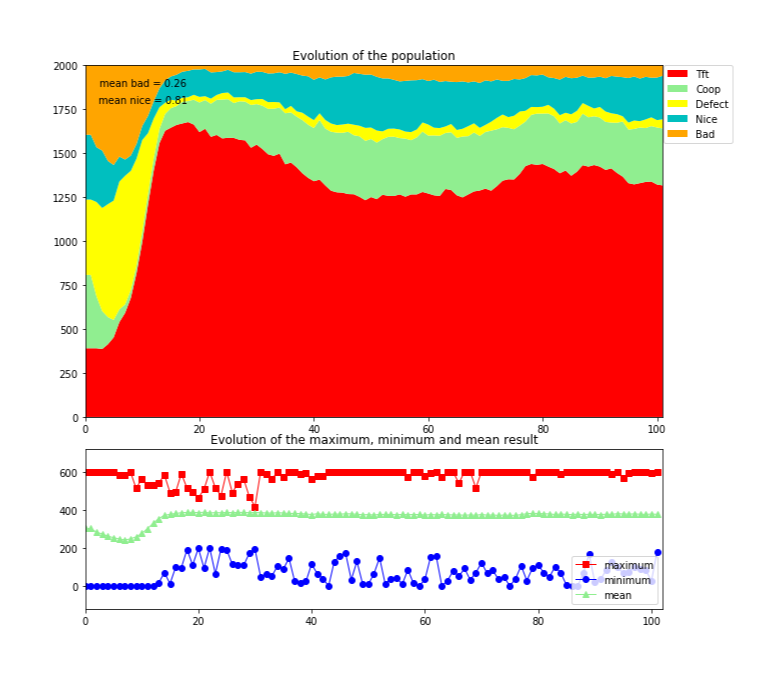 Evolution of the population
2000
1750
1500
1250
1000
750
500
250
0
mean bad = 0.26
mean nice = 0.81
Tft
Coop
Defect
Nice
Bad
0 20 40 60 80 100
Evolution of the maximum, minimum and mean result
600
400
200
0
maximum
minimum
mean
0 20 40 60 80 100